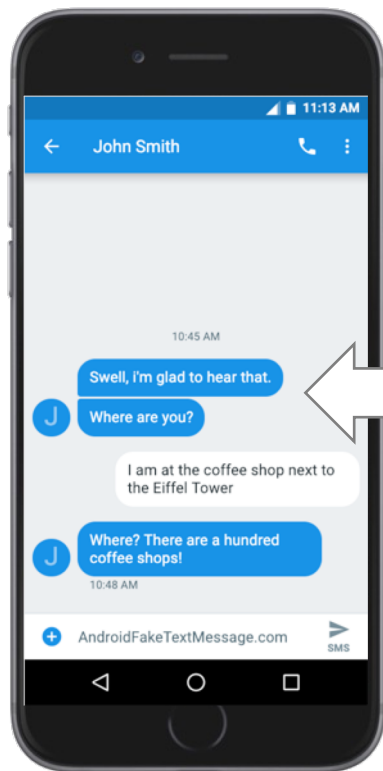 11:13 AM
John Smith
10:45 AM
Swell, i'm glad to hear that.
J
Where are you?
I am at the coffee shop next to
the Eiffel Tower
J
Where? There are a hundred
coffee shops!
10:48 AM
AndroidFakeTextMessage.com
SMS